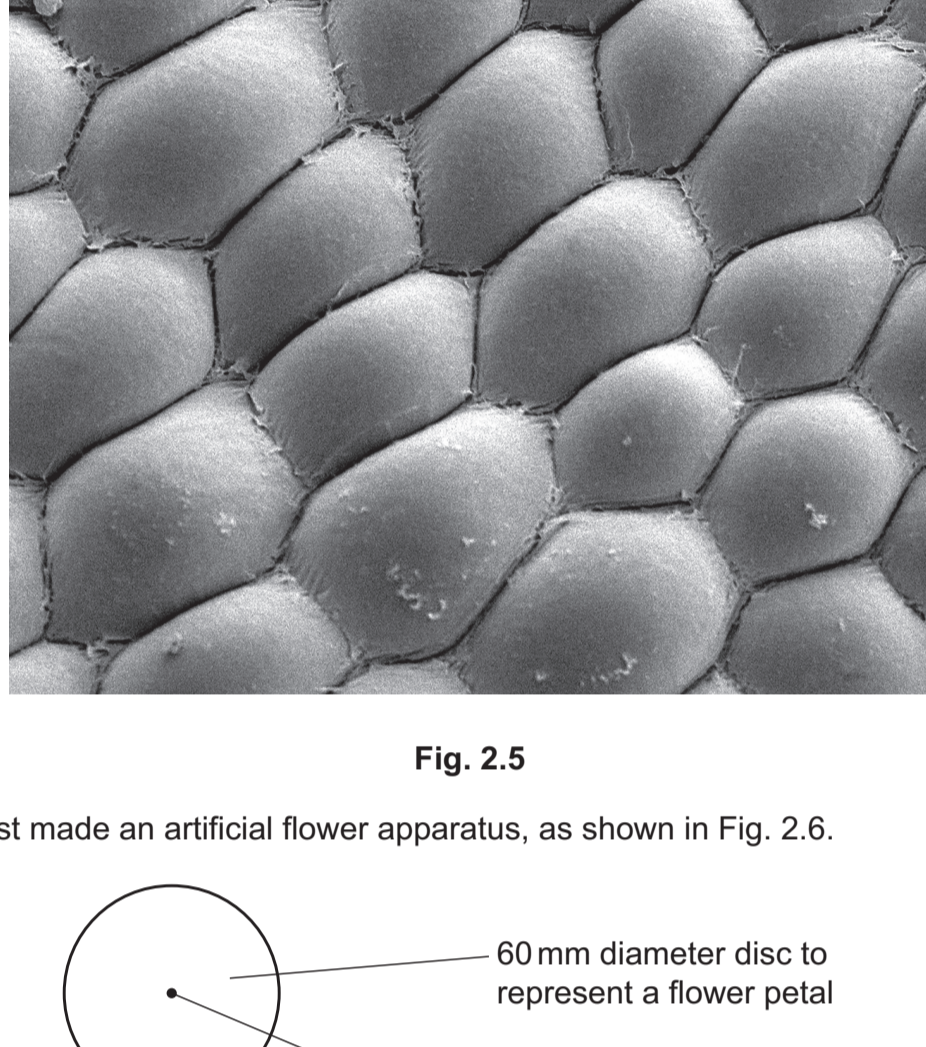 Fig. 2.5
st made an artificial flower apparatus, as shown in Fig. 2.6.
60 mm diameter disc to
represent a flower petal